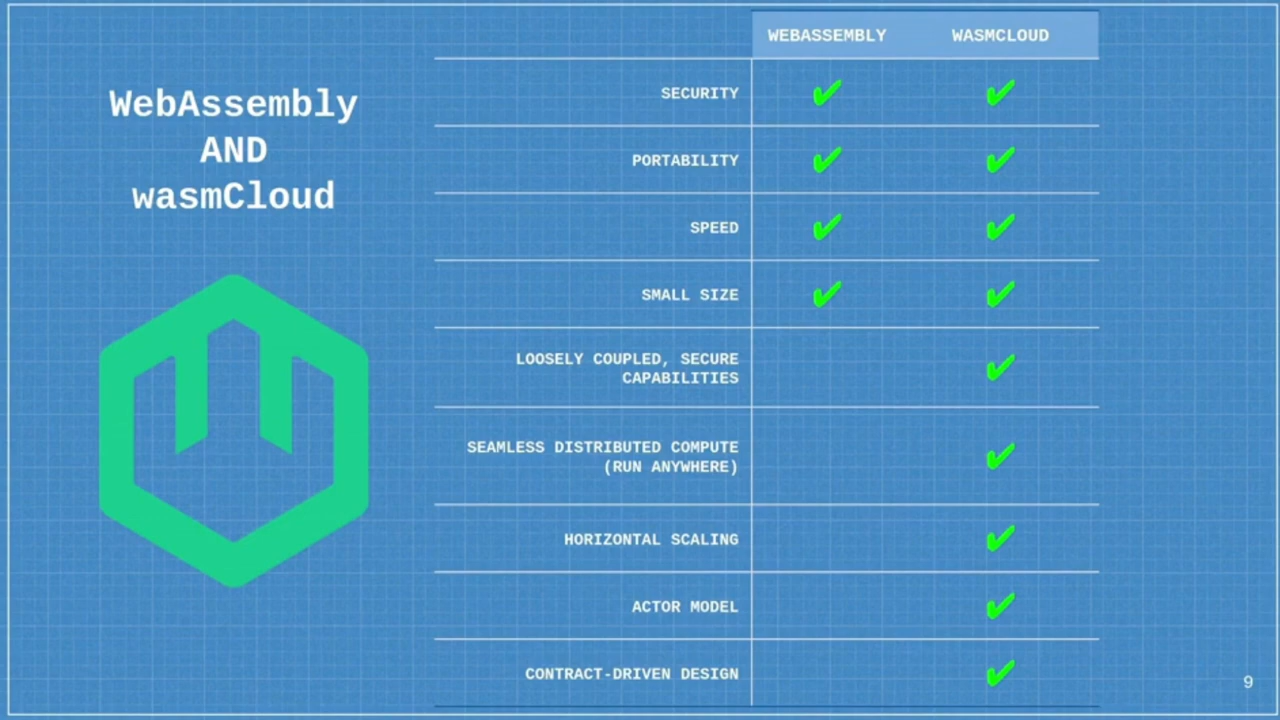 WebAssembly
AND
wasmCloud
WEBASSEMBLY WASMCLOUD
SECURITY ✔ ✔
PORTABILITY ✔ ✔
SPEED ✔ ✔
SMALL SIZE ✔ ✔
LOOSELY COUPLED, SECURE
CAPABILITIES ✔
SEAMLESS DISTRIBUTED COMPUTE
(RUN ANYWHERE) ✔
HORIZONTAL SCALING ✔
ACTOR MODEL ✔
CONTRACT-DRIVEN DESIGN ✔
9